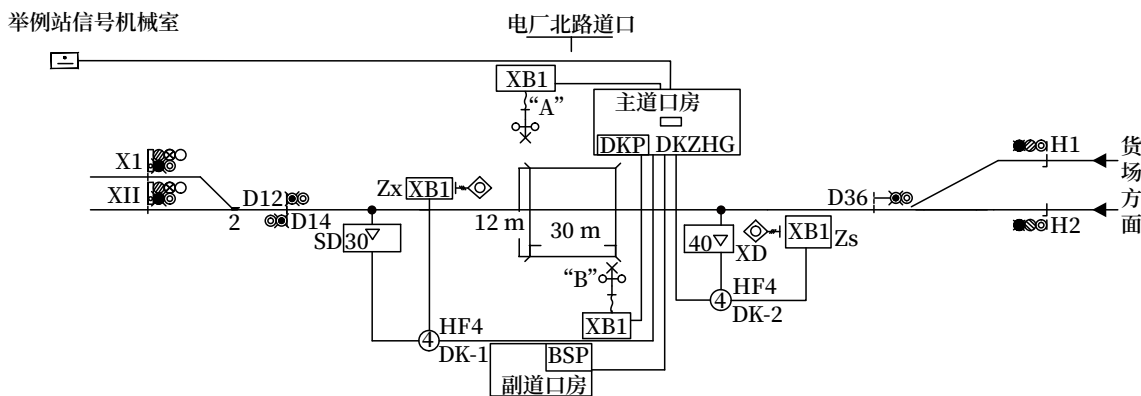 举例站信号机械室
电厂北路道口
XB1
“A”
主道口房
DKP
DKZHG
X1
XII
2
D12
D14
Zx
XB1
SD
30
12 m
30 m
“B”
XB1
40
XD
XB1
Zs
D36
H1
H2
货场方面
4
HF4
DK-1
4
HF4
DK-2
BSP
副道口房